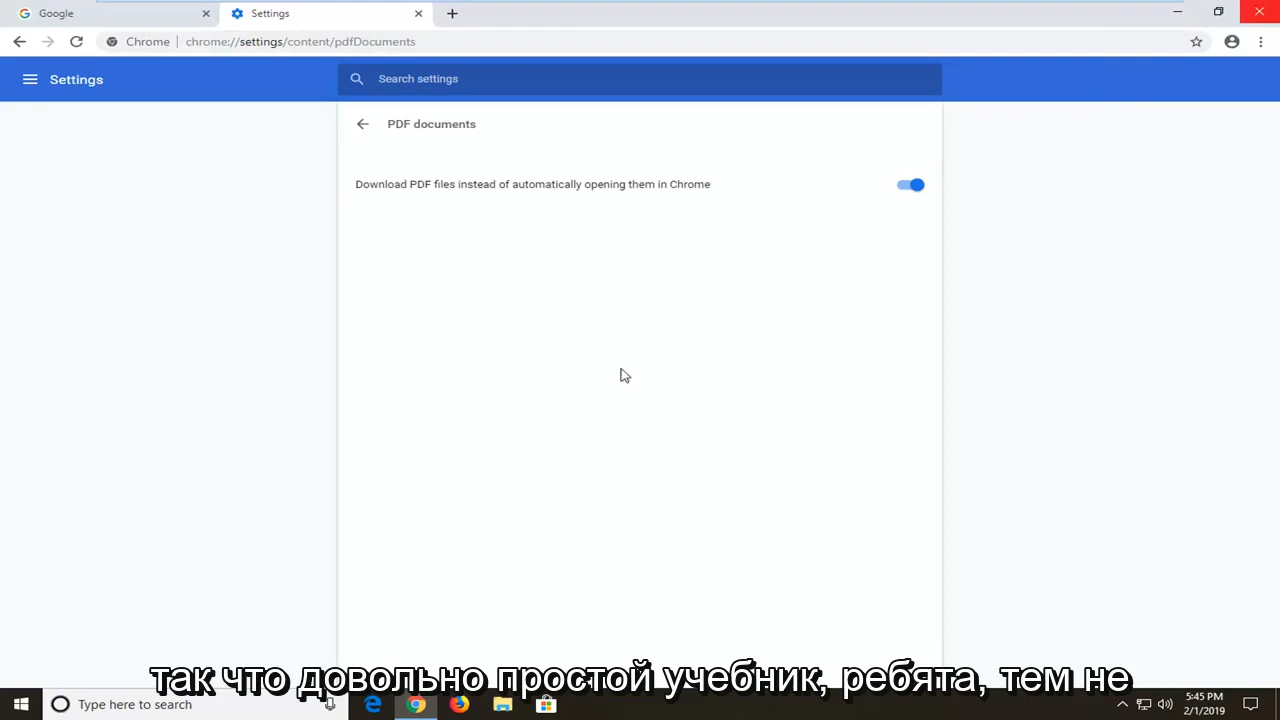 Google
Settings
Chrome
chrome://settings/content/pdfDocuments
Settings
Search settings
PDF documents
Download PDF files instead of automatically opening them in Chrome
так что довольно простой учебник, ребята, тем не
Type here to search
5:45 PM
2/1/2019